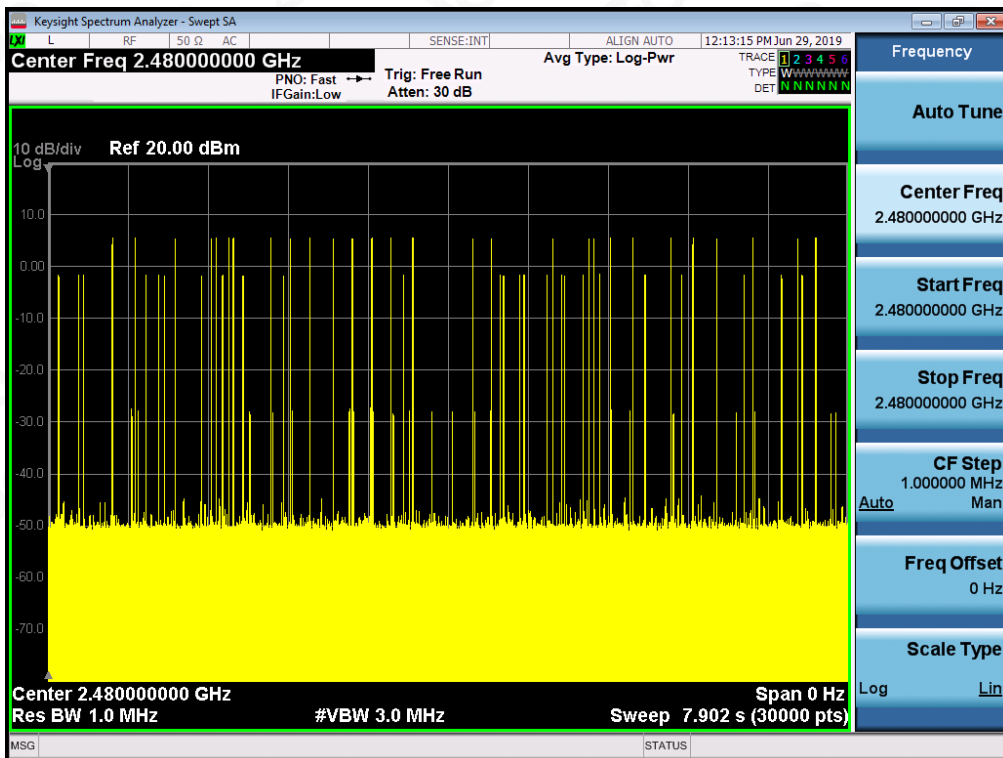 Keysight Spectrum Analyzer - Swept SA
LXI L RF 50 Ω AC SENSE:INT ALIGN AUTO 12:13:15 PM Jun 29, 2019
Center Freq 2.480000000 GHz
PNO: Fast
IFGain:Low
Trig: Free Run
Atten: 30 dB
Avg Type: Log-Pwr
TRACE 1 2 3 4 5 6
TYPE WWWWWW
DET N N N N N N
10 dB/div Ref 20.00 dBm
Log
10.0
0.00
-10.0
-20.0
-30.0
-40.0
-50.0
-60.0
-70.0
Center 2.480000000 GHz Span 0 Hz
Res BW 1.0 MHz #VBW 3.0 MHz Sweep 7.902 s (30000 pts)
MSG STATUS
Frequency
Auto Tune
Center Freq
2.480000000 GHz
Start Freq
2.480000000 GHz
Stop Freq
2.480000000 GHz
CF Step
1.000000 MHz
Auto Man
Freq Offset
0 Hz
Scale Type
Log Lin